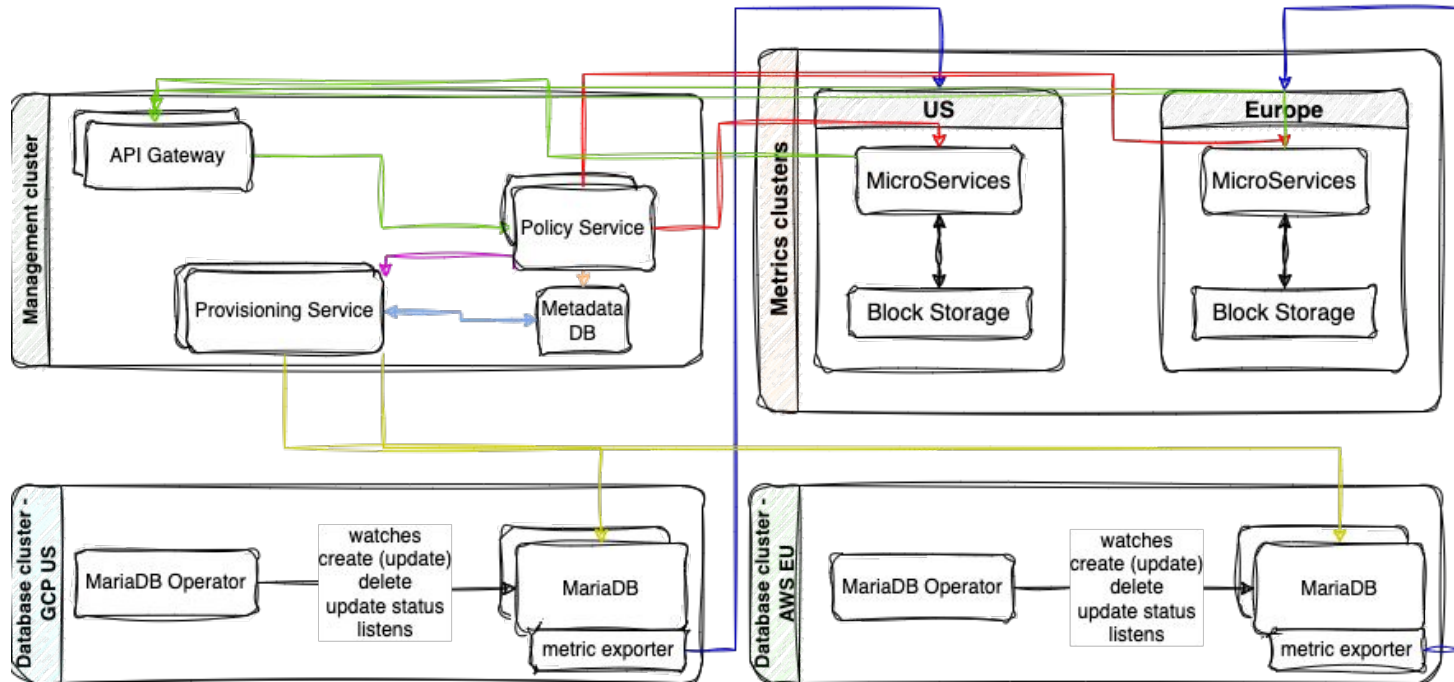 Management cluster
API Gateway
Policy Service
Provisioning Service
Metadata
DB
Metrics clusters
US
MicroServices
Block Storage
Europe
MicroServices
Block Storage
Database cluster -
GCP US
MariaDB Operator
watches
create (update)
delete
update status
listens
MariaDB
metric exporter
Database cluster -
AWS EU
MariaDB Operator
watches
create (update)
delete
update status
listens
MariaDB
metric exporter